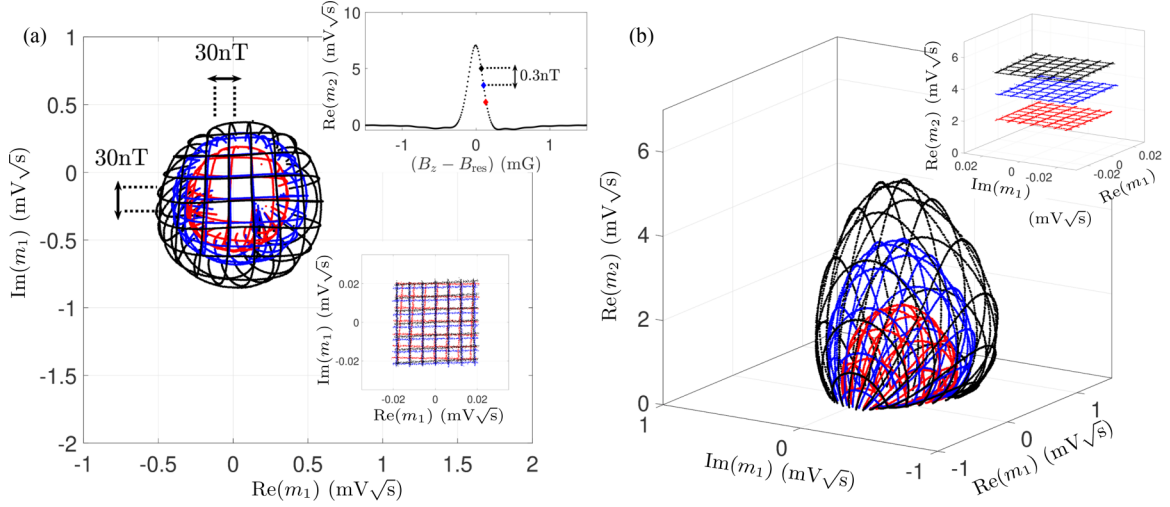 (a)
1
0.5
0
-0.5
-1
-1.5
-2
-1
-0.5
0
0.5
1
1.5
2
Im(m₁) (mV√s)
Re(m₁) (mV√s)
30nT
30nT
10
5
0
-1
0
1
Re(m₂) (mV√s)
(B_z − B_res) (mG)
0.3nT
0.02
0
-0.02
-0.02
0
0.02
Im(m₁) (mV√s)
Re(m₁) (mV√s)
(b)
6
4
2
0
1
0
-1
-1
0
1
Re(m₂) (mV√s)
Im(m₁) (mV√s)
Re(m₁) (mV√s)
6
4
2
0
0.02
0
-0.02
-0.02
0
0.02
Re(m₂) (mV√s)
Im(m₁)
Re(m₁)
(mV√s)